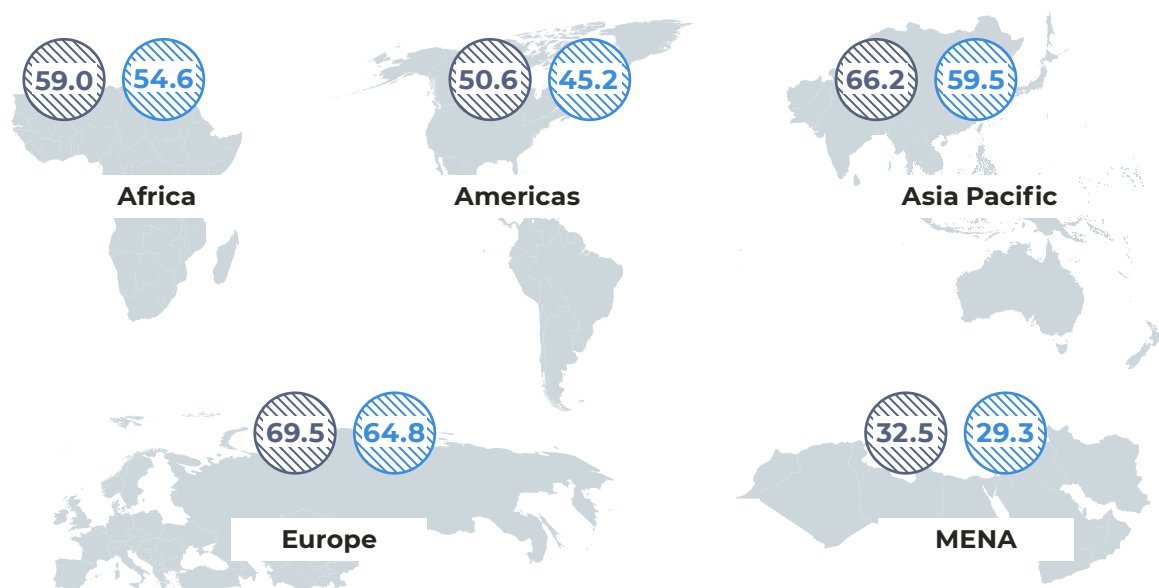 59.0 54.6
Africa
50.6 45.2
Americas
66.2 59.5
Asia Pacific
69.5 64.8
Europe
32.5 29.3
MENA